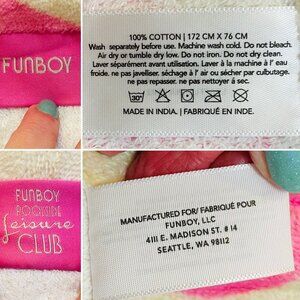 FUNBOY
100% COTTON | 172 CM X 76 CM
Wash separately before use. Machine wash cold. Do not bleach.
Air dry or tumble dry low. Do not iron. Do not dry clean.
Laver séparément avant utilisation. Laver à la machine à l' eau
froide. ne pas javelliser. séchage à l'air ou sécher par culbutage.
ne pas repasser. ne pas nettoyer á sec.
30°
MADE IN INDIA. | FABRIQUÉ EN INDE.
FUNBOY
POOLSIDE
Leisure
CLUB
MANUFACTURED FOR/ FABRIQUÉ POUR
FUNBOY, LLC
4111 E. MADISON ST. # 14
SEATTLE, WA 98112